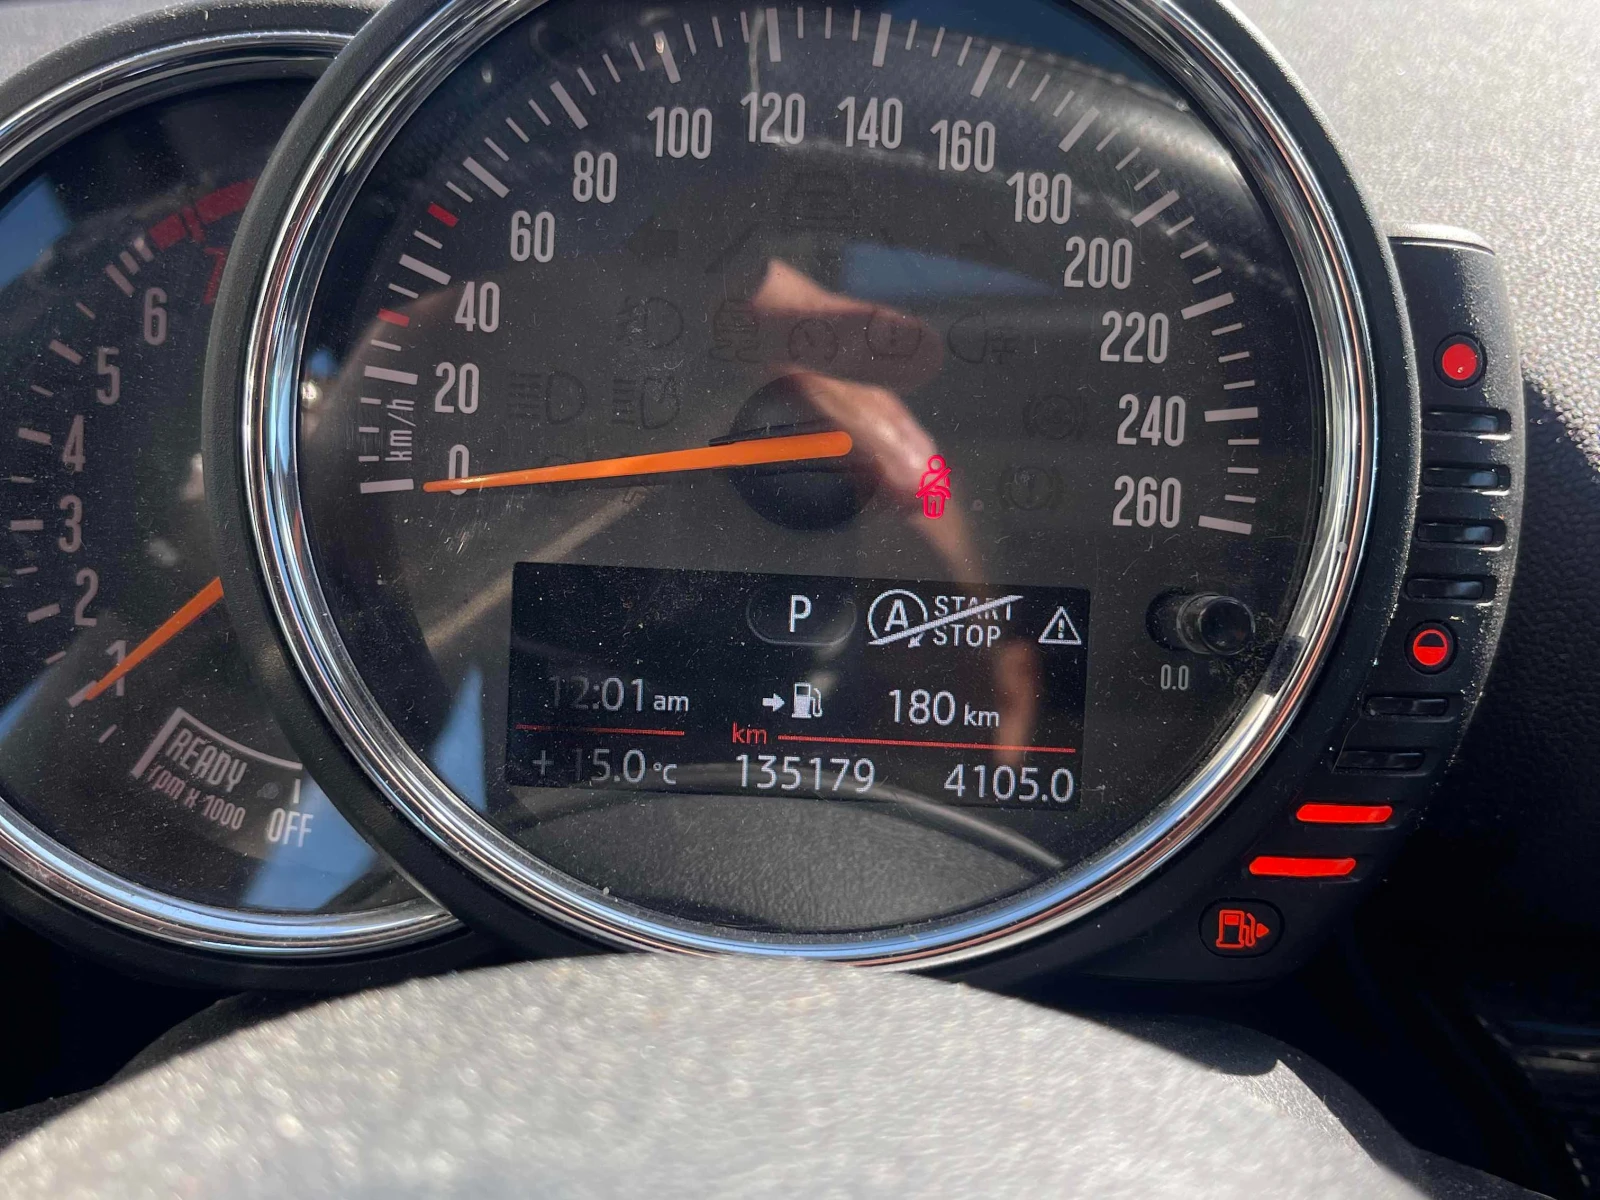 100 120 140
80 160
60 180
40 200
20 220
0 240
260
km/h
6
5
4
3
2
1
READY
rpm x 1000
OFF
P A START
STOP
0.0
12:01 am 180 km
km
+ 15.0 °C 135179 4105.0